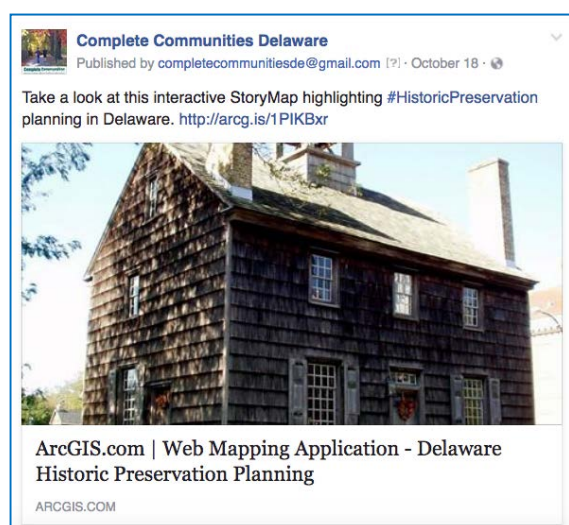 Complete Communities Delaware
Published by completecommunitiesde@gmail.com [?] · October 18 ·
Take a look at this interactive StoryMap highlighting #HistoricPreservation
planning in Delaware. http://arcg.is/1PIKBxr
ArcGIS.com | Web Mapping Application - Delaware
Historic Preservation Planning
ARCGIS.COM